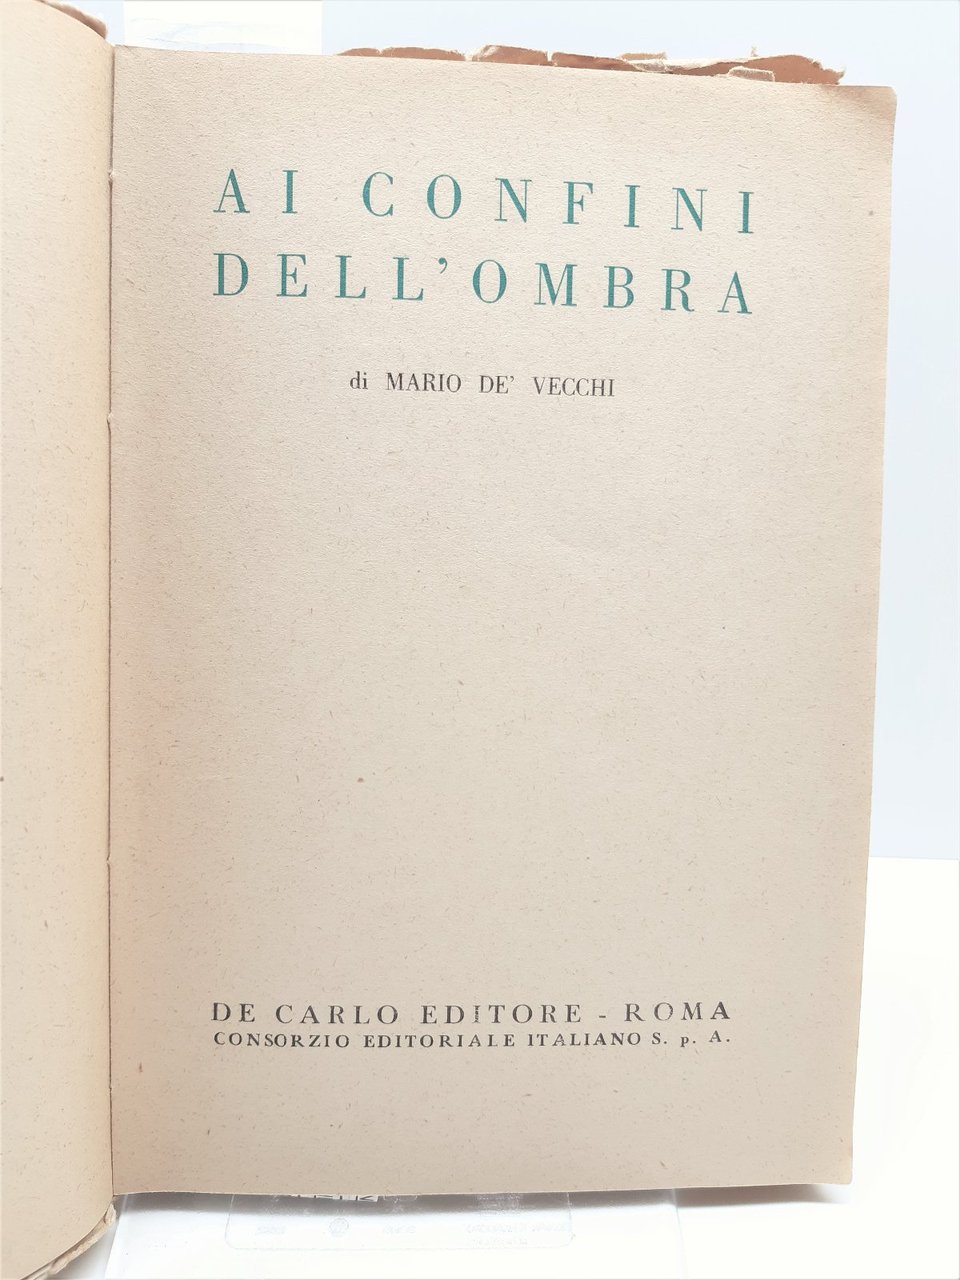 AI CONFINI
DELL'OMBRA
di MARIO DE' VECCHI
DE CARLO EDITORE - ROMA
CONSORZIO EDITORIALE ITALIANO S. p. A.